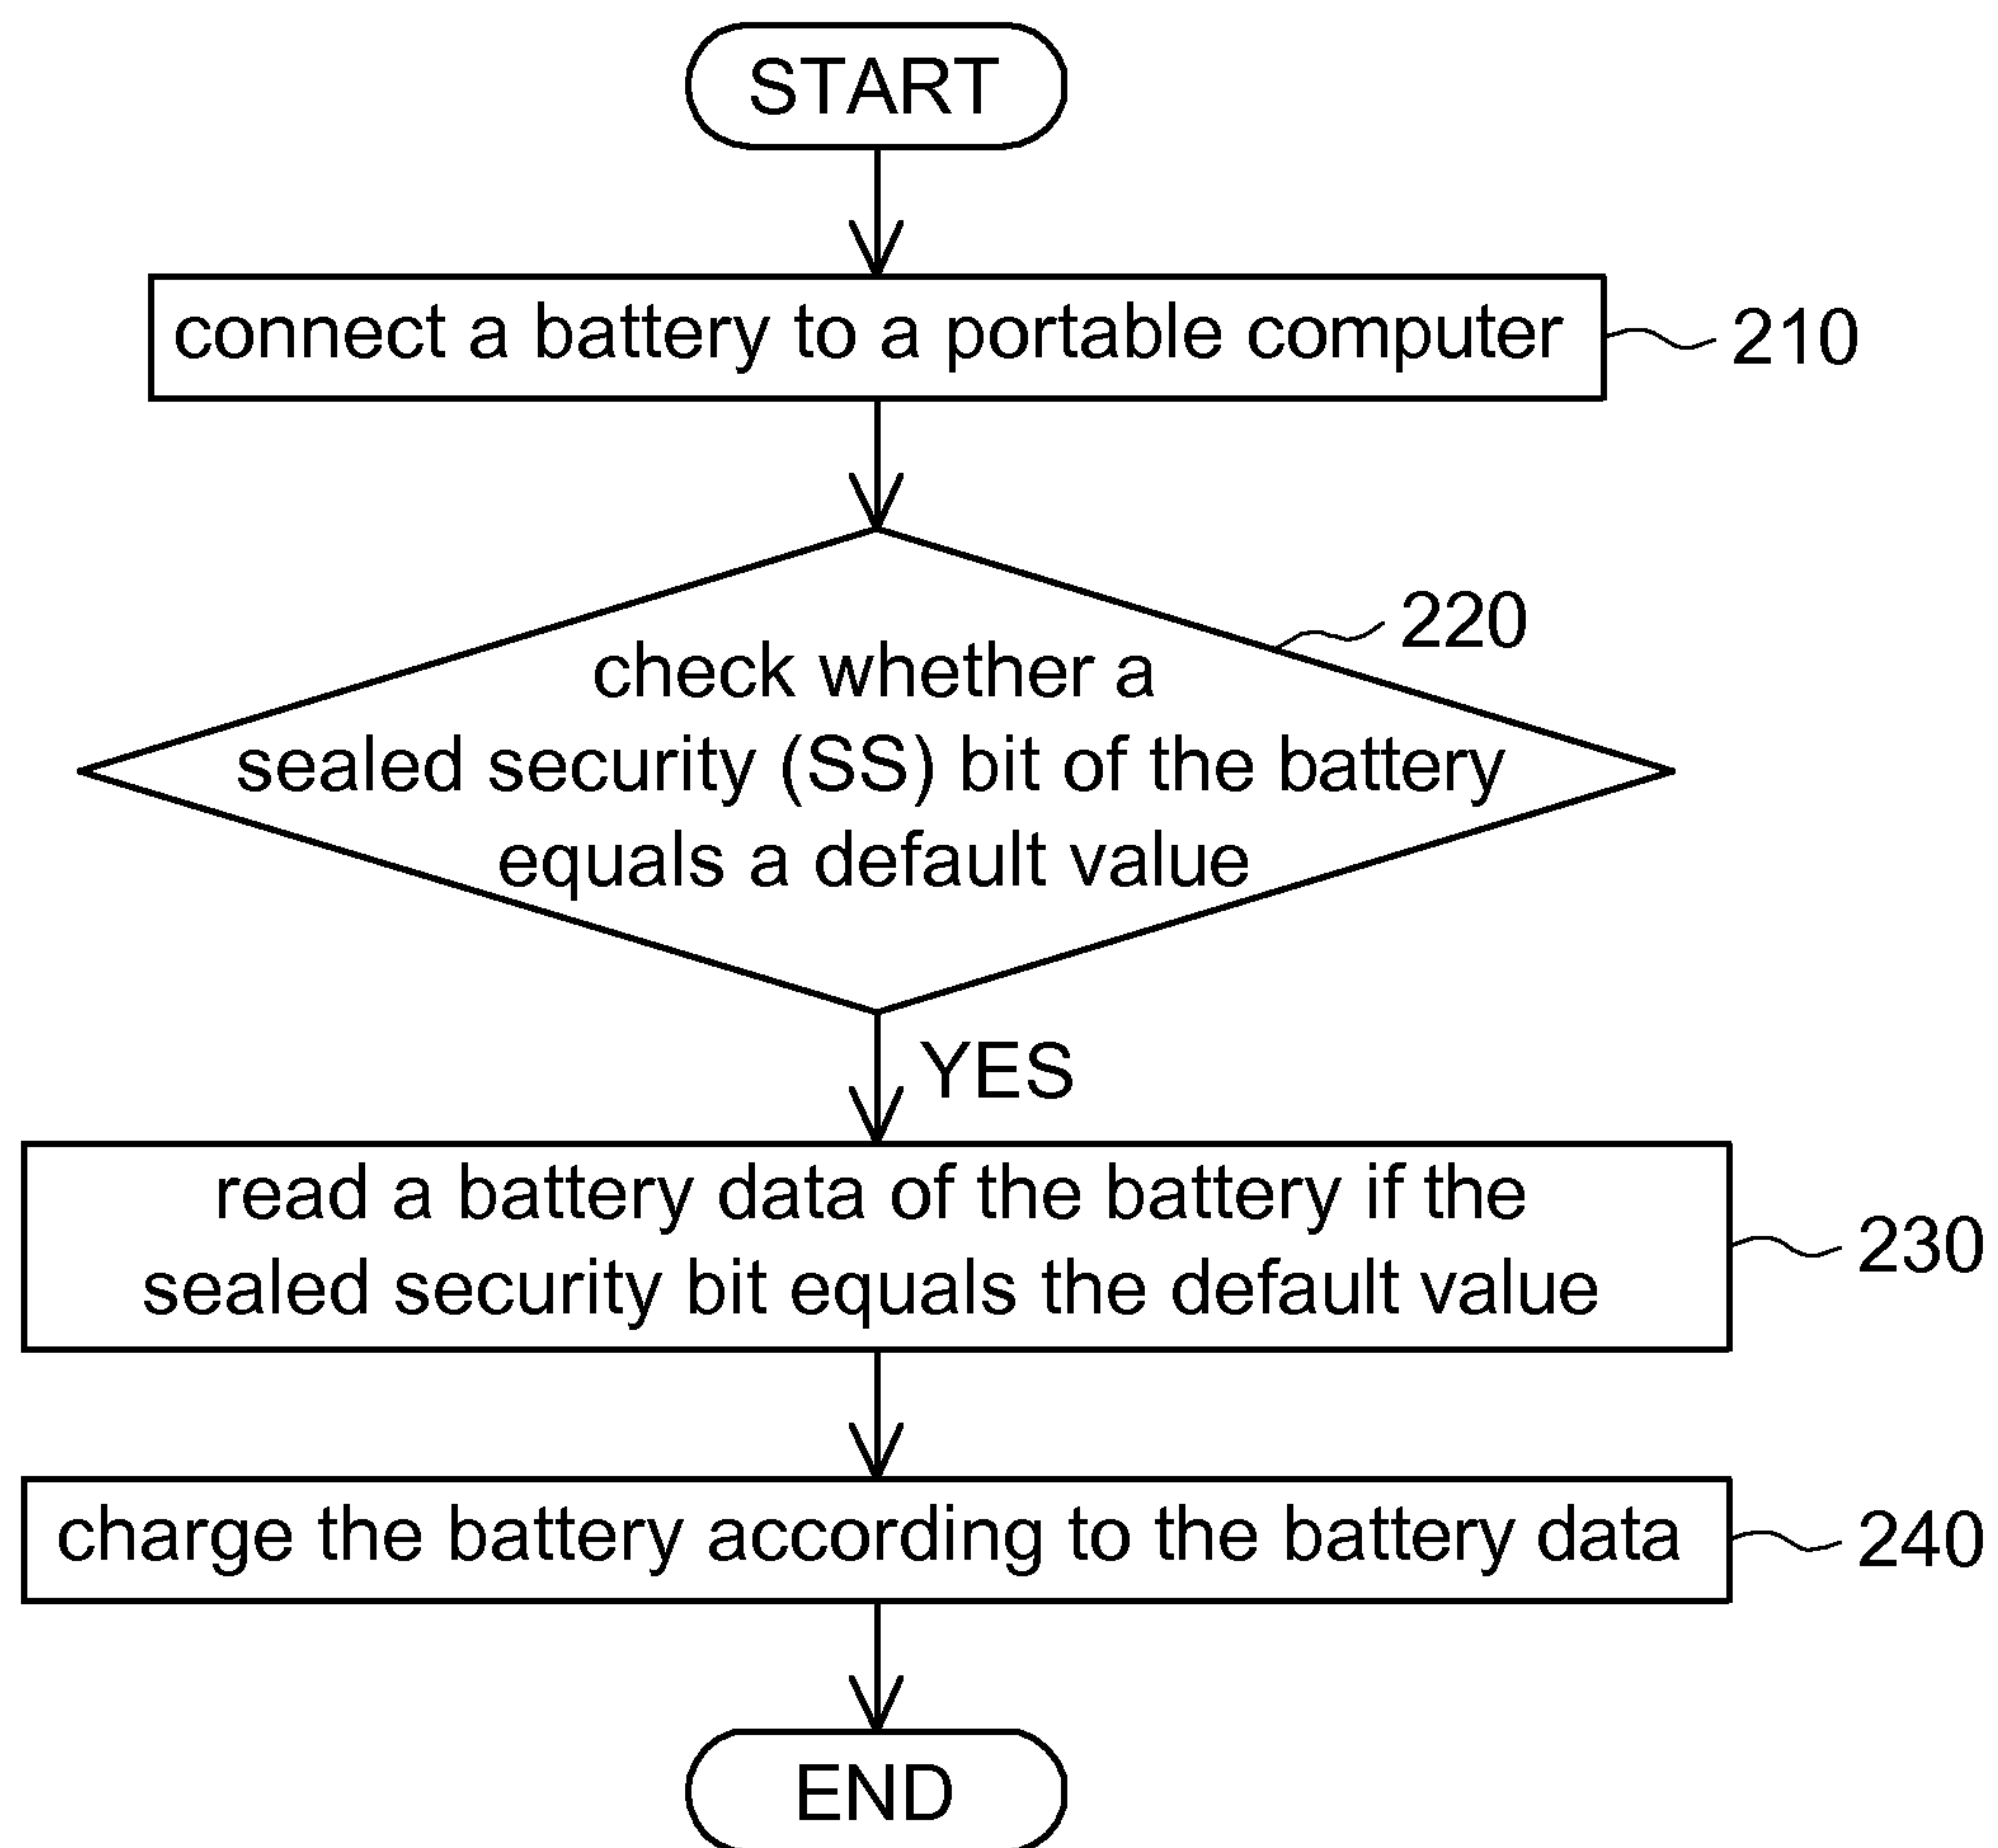 START
connect a battery to a portable computer
210
220
check whether a
sealed security (SS) bit of the battery
equals a default value
YES
read a battery data of the battery if the
sealed security bit equals the default value
230
charge the battery according to the battery data
240
END